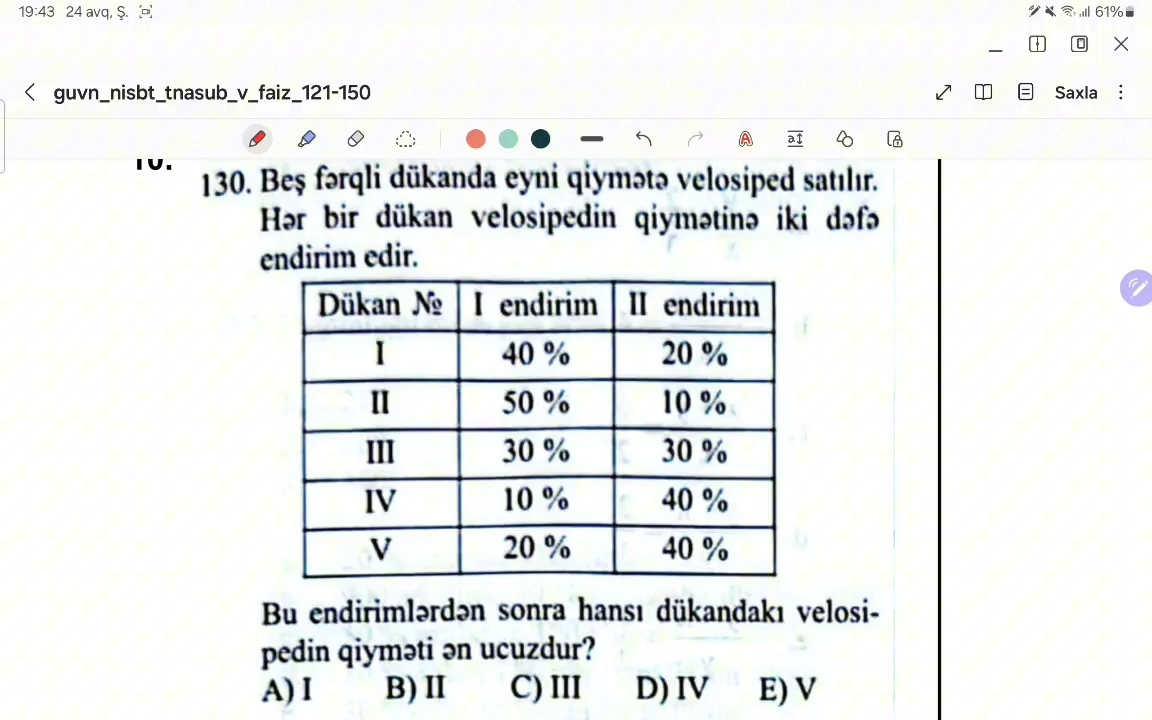 19:43 24 avq, Ş. 61%
guvn_nisbt_tnasub_v_faiz_121-150 Saxla
130. Beş fərqli dükanda eyni qiymətə velosiped satılır.
Hər bir dükan velosipedin qiymətinə iki dəfə
endirim edir.
Dükan № I endirim II endirim
I 40 % 20 %
II 50 % 10 %
III 30 % 30 %
IV 10 % 40 %
V 20 % 40 %
Bu endirimlərdən sonra hansı dükandakı velosi-
pedin qiyməti ən ucuzdur?
A) I B) II C) III D) IV E) V